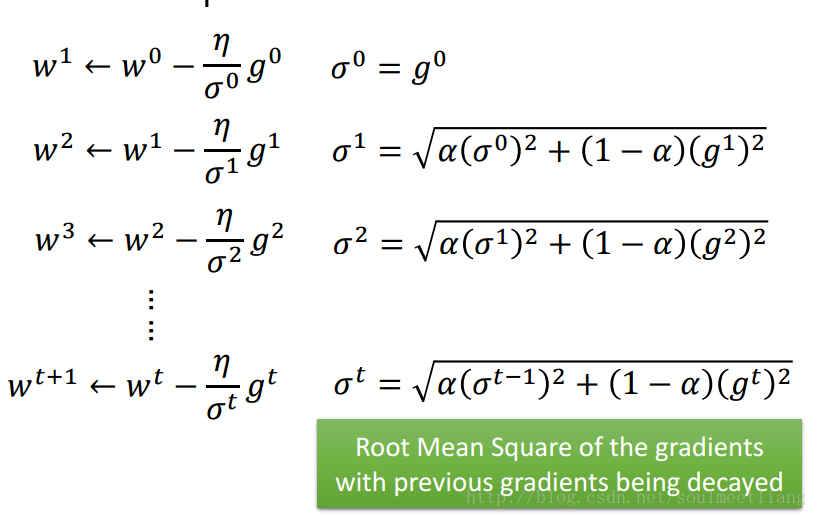 w¹ ← w⁰ − η/σ⁰ g⁰ σ⁰ = g⁰
w² ← w¹ − η/σ¹ g¹ σ¹ = √(α(σ⁰)² + (1 − α)(g¹)²)
w³ ← w² − η/σ² g² σ² = √(α(σ¹)² + (1 − α)(g²)²)
⋮
⋮
wᵗ⁺¹ ← wᵗ − η/σᵗ gᵗ σᵗ = √(α(σᵗ⁻¹)² + (1 − α)(gᵗ)²)
Root Mean Square of the gradients
with previous gradients being decayed
http://blog.csdn.net/soulmeetliang